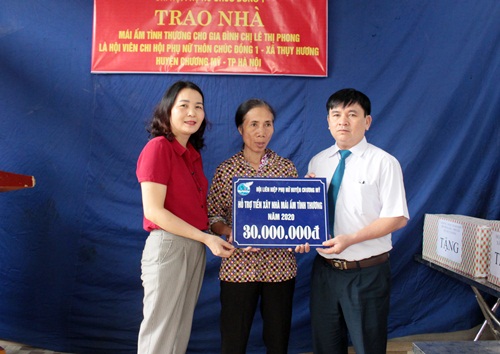 TRAO NHÀ
MÁI ẤM TÌNH THƯƠNG CHO GIA ĐÌNH CHỊ LÊ THỊ PHONG
LÀ HỘI VIÊN CHI HỘI PHỤ NỮ THÔN CHÚC ĐỒNG 1 - XÃ THỤY HƯƠNG
HUYỆN CHƯƠNG MỸ - TP HÀ NỘI
HỘI LIÊN HIỆP PHỤ NỮ HUYỆN CHƯƠNG MỸ
HỖ TRỢ TIỀN XÂY NHÀ MÁI ẤM TÌNH THƯƠNG
NĂM 2020
30.000.000đ
TẶNG